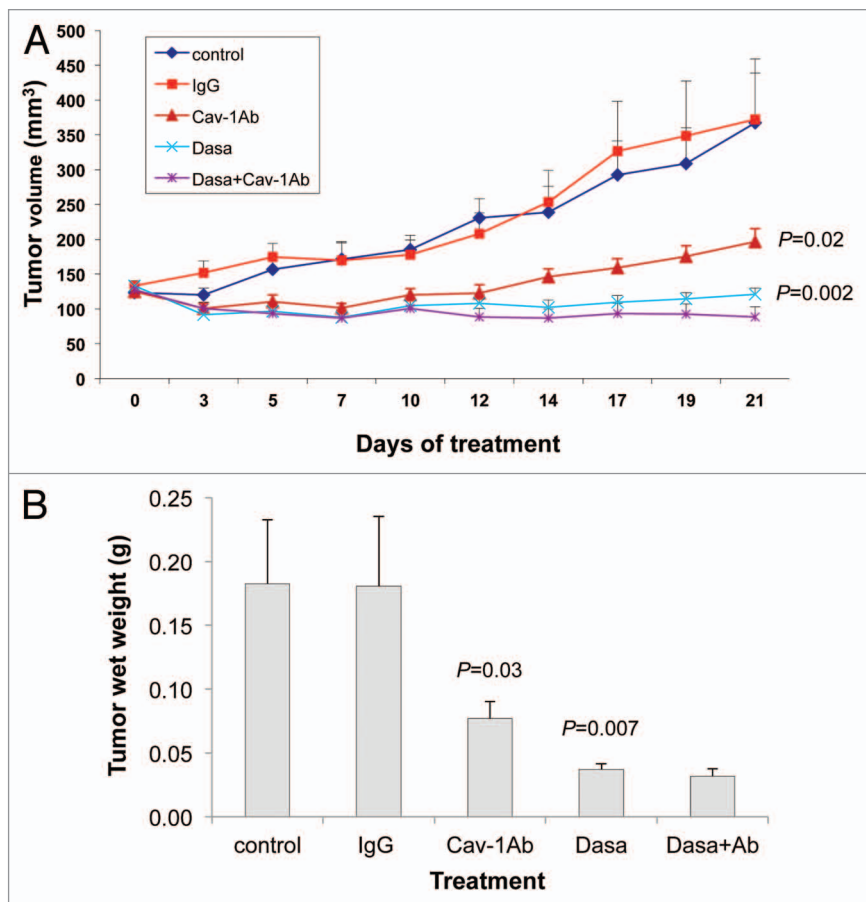 A
control
IgG
Cav-1Ab
Dasa
Dasa+Cav-1Ab
Tumor volume (mm³)
500
450
400
350
300
250
200
150
100
50
0
P=0.02
P=0.002
0 3 5 7 10 12 14 17 19 21
Days of treatment
B
Tumor wet weight (g)
0.25
0.20
0.15
0.10
0.05
0.00
P=0.03
P=0.007
control IgG Cav-1Ab Dasa Dasa+Ab
Treatment